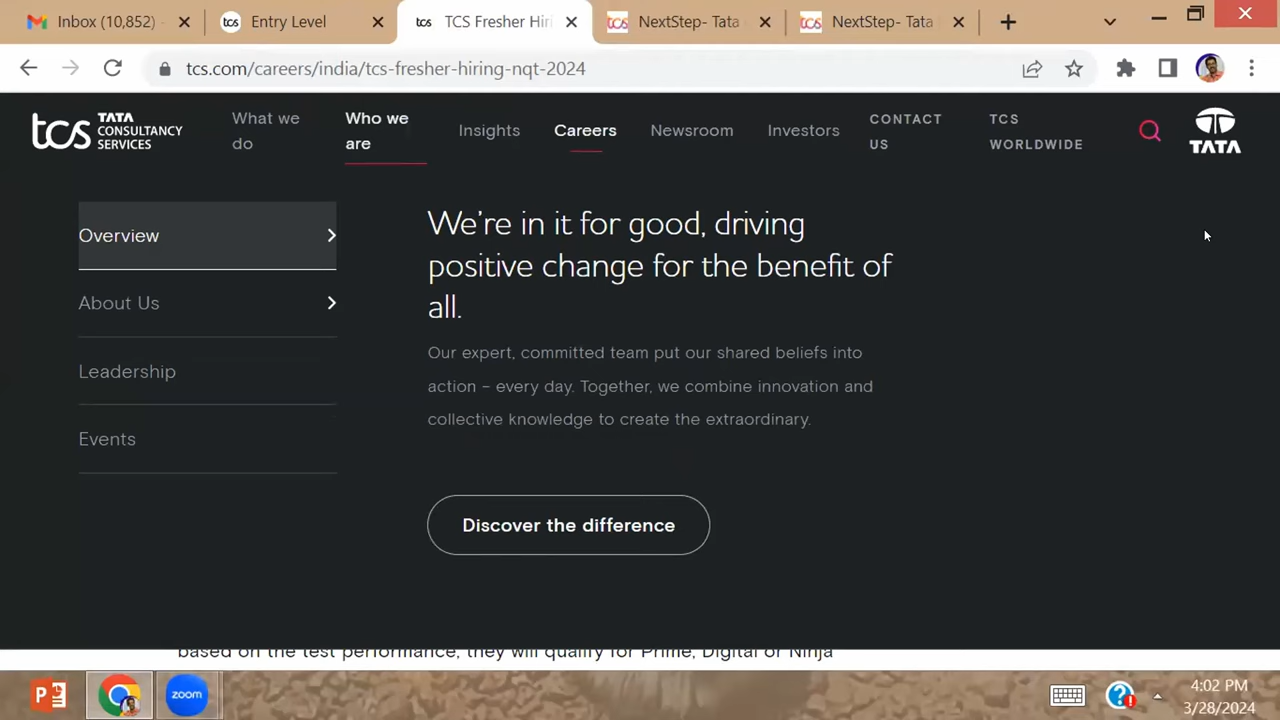 Inbox (10,852)
Entry Level
TCS Fresher Hiri
NextStep- Tata
NextStep- Tata
tcs.com/careers/india/tcs-fresher-hiring-nqt-2024
tcs TATA CONSULTANCY SERVICES
What we do
Who we are
Insights
Careers
Newsroom
Investors
CONTACT US
TCS WORLDWIDE
TATA
Overview
About Us
Leadership
Events
We're in it for good, driving
positive change for the benefit of
all.
Our expert, committed team put our shared beliefs into
action – every day. Together, we combine innovation and
collective knowledge to create the extraordinary.
Discover the difference
based on the test performance, they will qualify for Prime, Digital or Ninja
zoom
4:02 PM
3/28/2024